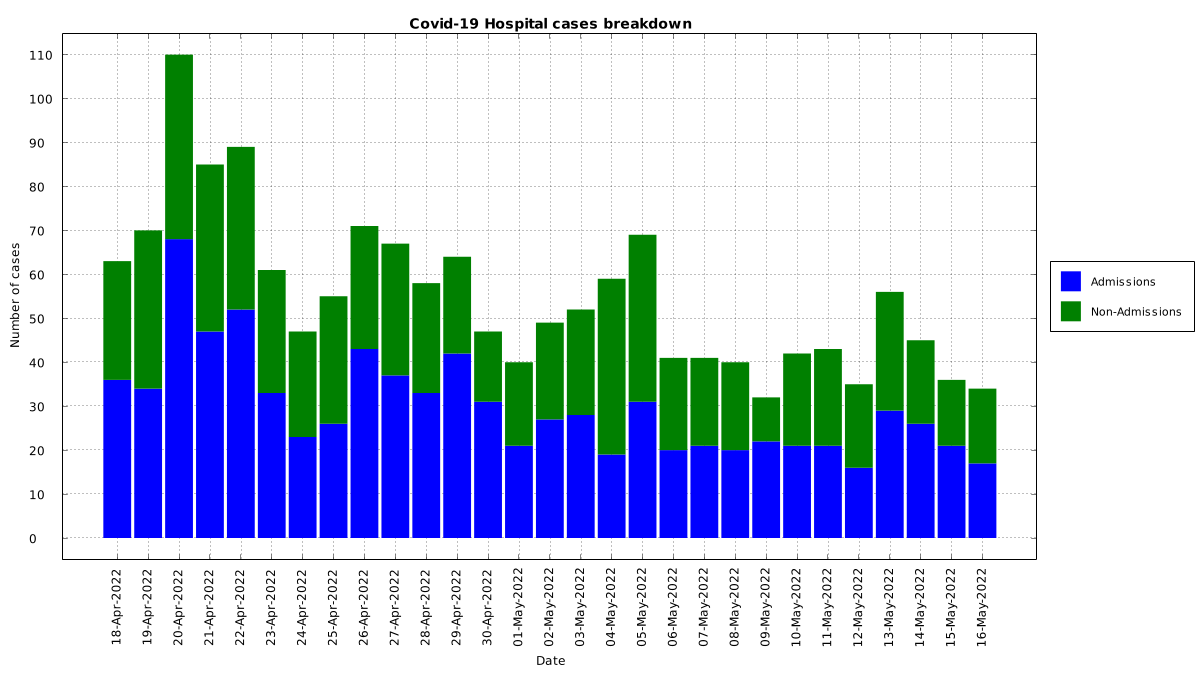 Covid-19 Hospital cases breakdown
110
100
90
80
70
60
50
40
30
20
10
0
Number of cases
18-Apr-2022
19-Apr-2022
20-Apr-2022
21-Apr-2022
22-Apr-2022
23-Apr-2022
24-Apr-2022
25-Apr-2022
26-Apr-2022
27-Apr-2022
28-Apr-2022
29-Apr-2022
30-Apr-2022
01-May-2022
02-May-2022
03-May-2022
04-May-2022
05-May-2022
06-May-2022
07-May-2022
08-May-2022
09-May-2022
10-May-2022
11-May-2022
12-May-2022
13-May-2022
14-May-2022
15-May-2022
16-May-2022
Date
Admissions
Non-Admissions